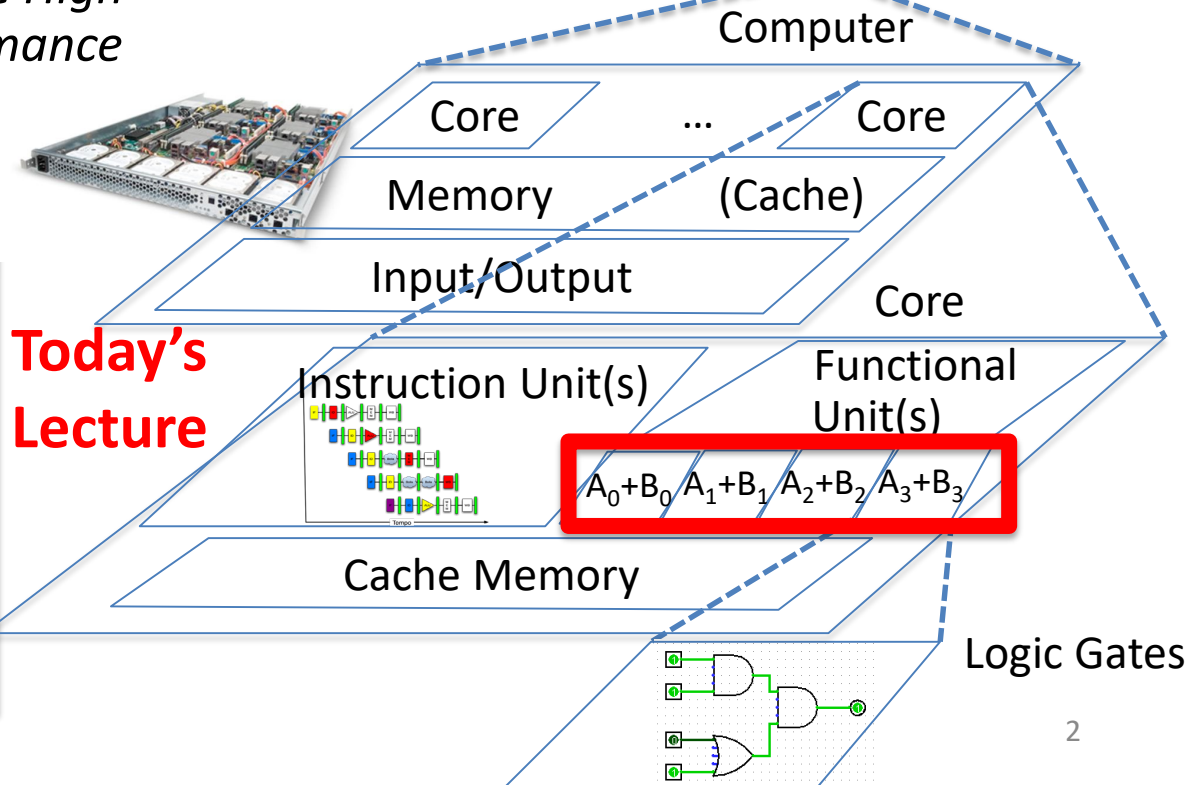 Computer
Core ... Core
Memory (Cache)
Input/Output
Core
Today's
Lecture
Instruction Unit(s)
Functional
Unit(s)
A₀+B₀ A₁+B₁ A₂+B₂ A₃+B₃
Tempo
Cache Memory
Logic Gates
2